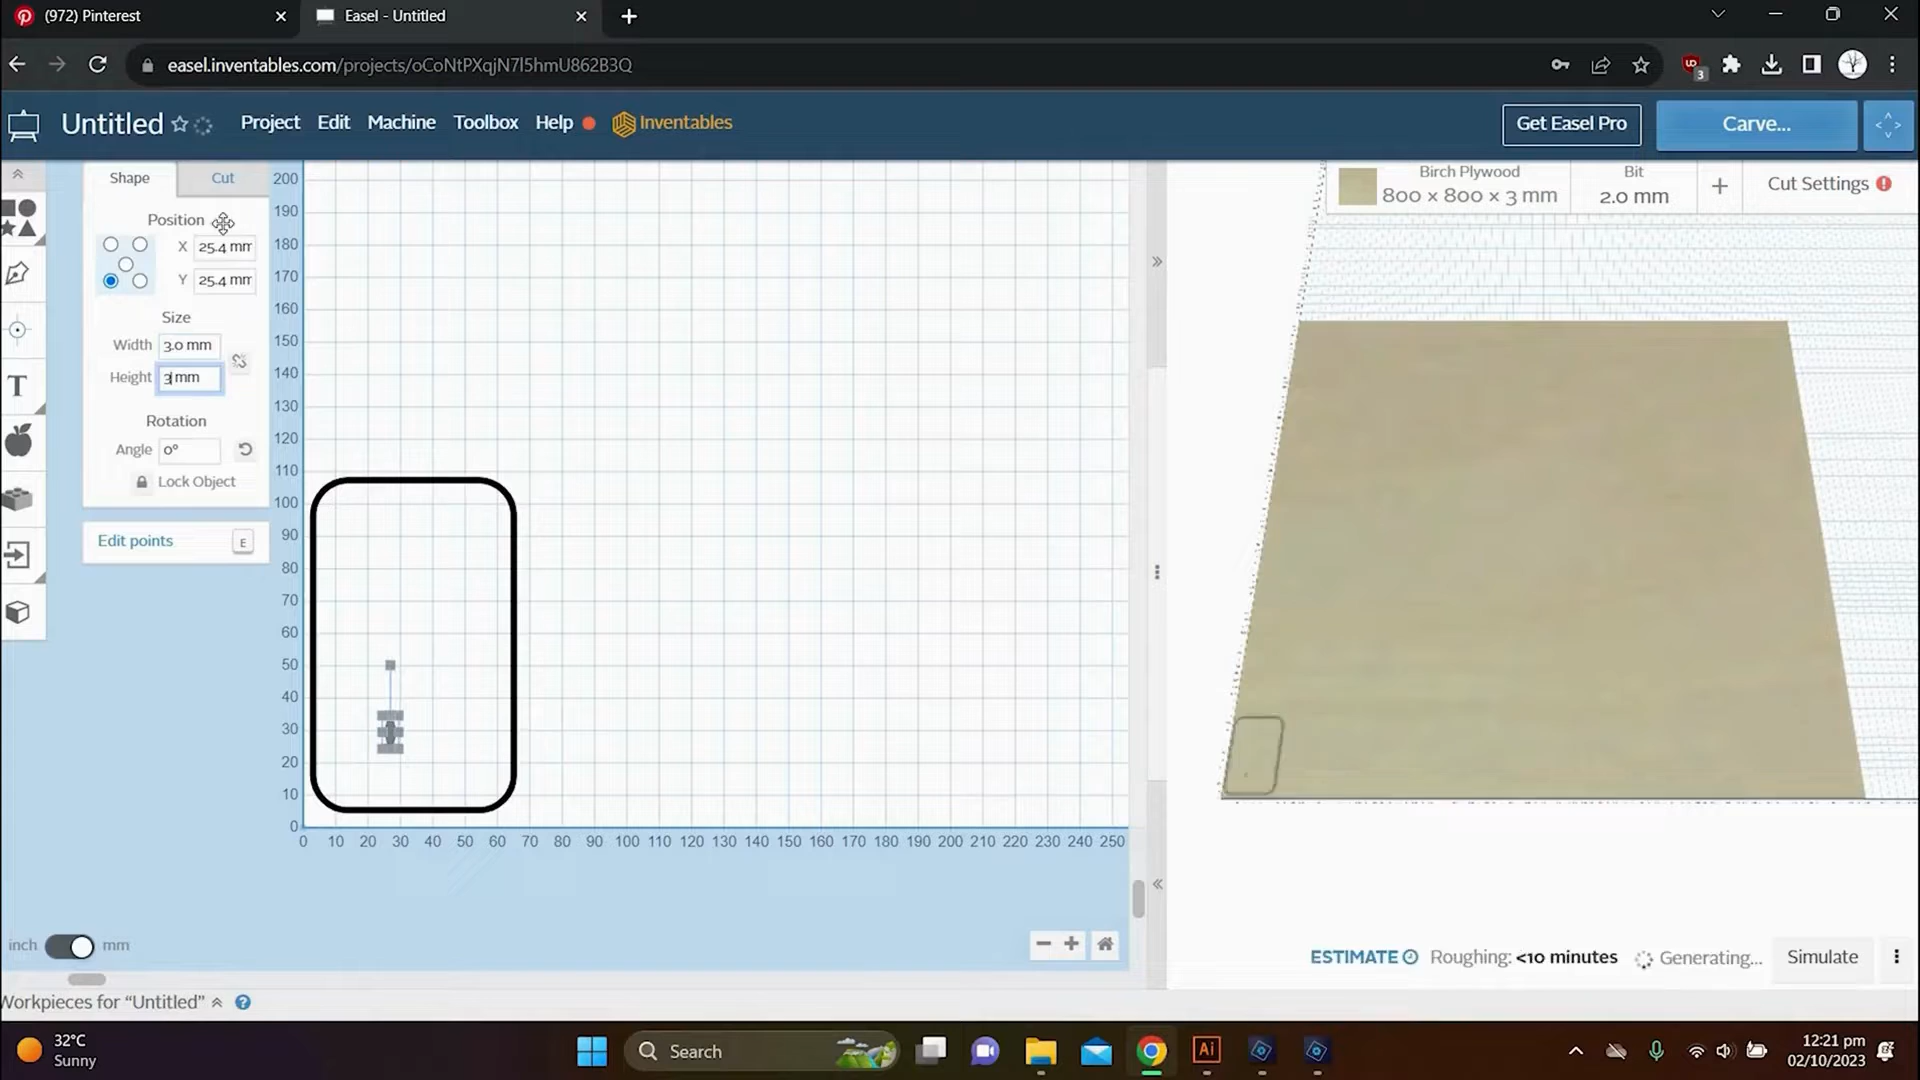 (972) Pinterest
Easel - Untitled
easel.inventables.com/projects/oCoNtPXqjN7l5hmU862B3Q
UD
3
Untitled
Project
Edit
Machine
Toolbox
Help
Inventables
Get Easel Pro
Carve...
Shape
Cut
Position
X 25.4 mm
Y 25.4 mm
Size
Width 3.0 mm
Height 3 mm
Rotation
Angle 0°
Lock Object
Edit points E
T
200
190
180
170
160
150
140
130
120
110
100
90
80
70
60
50
40
30
20
10
0
0 10 20 30 40 50 60 70 80 90 100 110 120 130 140 150 160 170 180 190 200 210 220 230 240 250
Birch Plywood
800 × 800 × 3 mm
Bit
2.0 mm
Cut Settings
inch mm
ESTIMATE Roughing: <10 minutes Generating... Simulate
Workpieces for “Untitled” ?
32°C
Sunny
Search
Ai
12:21 pm
02/10/2023